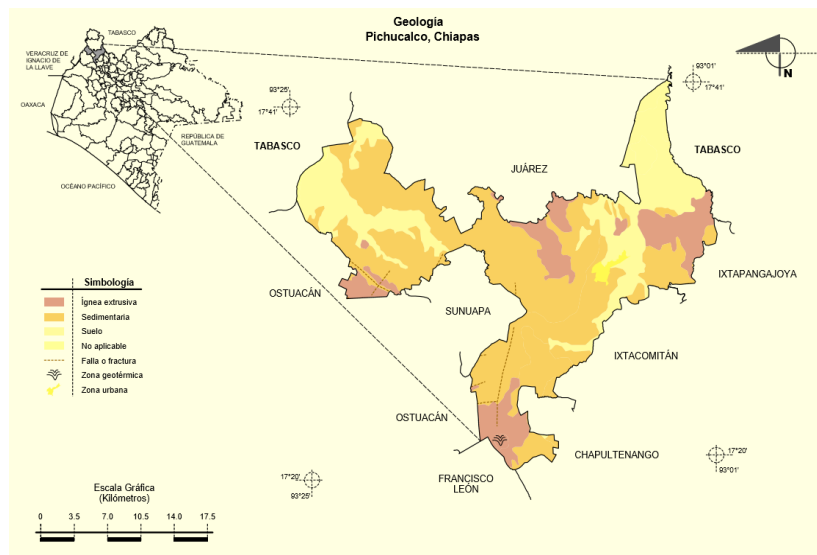 Geología
Pichucalco, Chiapas
TABASCO
VERACRUZ DE
IGNACIO DE
LA LLAVE
OAXACA
REPÚBLICA DE
GUATEMALA
OCÉANO PACÍFICO
N
93°25'
17°41'
93°01'
17°41'
TABASCO
JUÁREZ
TABASCO
OSTUACÁN
SUNUAPA
IXTAPANGAJOYA
IXTACOMITÁN
OSTUACÁN
CHAPULTENANGO
FRANCISCO
LEÓN
17°20'
93°25'
17°20'
93°01'
Simbología
Ígnea extrusiva
Sedimentaria
Suelo
No aplicable
Falla o fractura
Zona geotérmica
Zona urbana
Escala Gráfica
(Kilómetros)
0 3.5 7.0 10.5 14.0 17.5